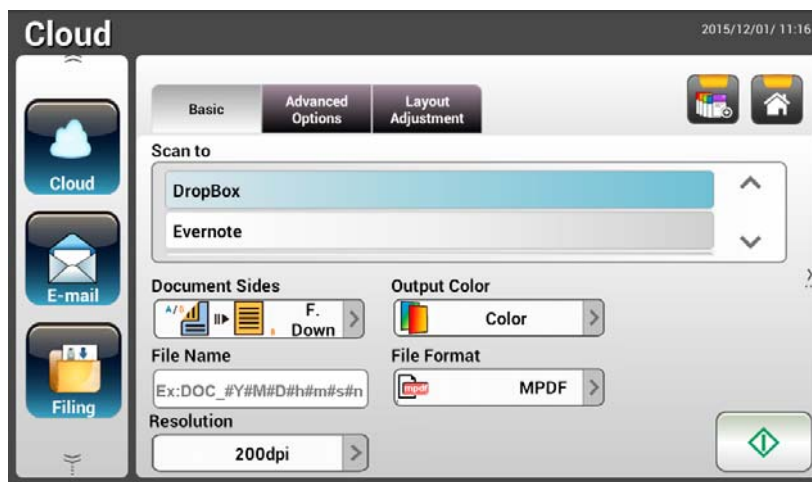 Cloud
2015/12/01/ 11:16
Basic
Advanced
Options
Layout
Adjustment
Scan to
Cloud
DropBox
Evernote
E-mail
Document Sides
Output Color
F.
Down
Color
File Name
File Format
Ex:DOC_#Y#M#D#h#m#s#n
mpdf
MPDF
Filing
Resolution
200dpi